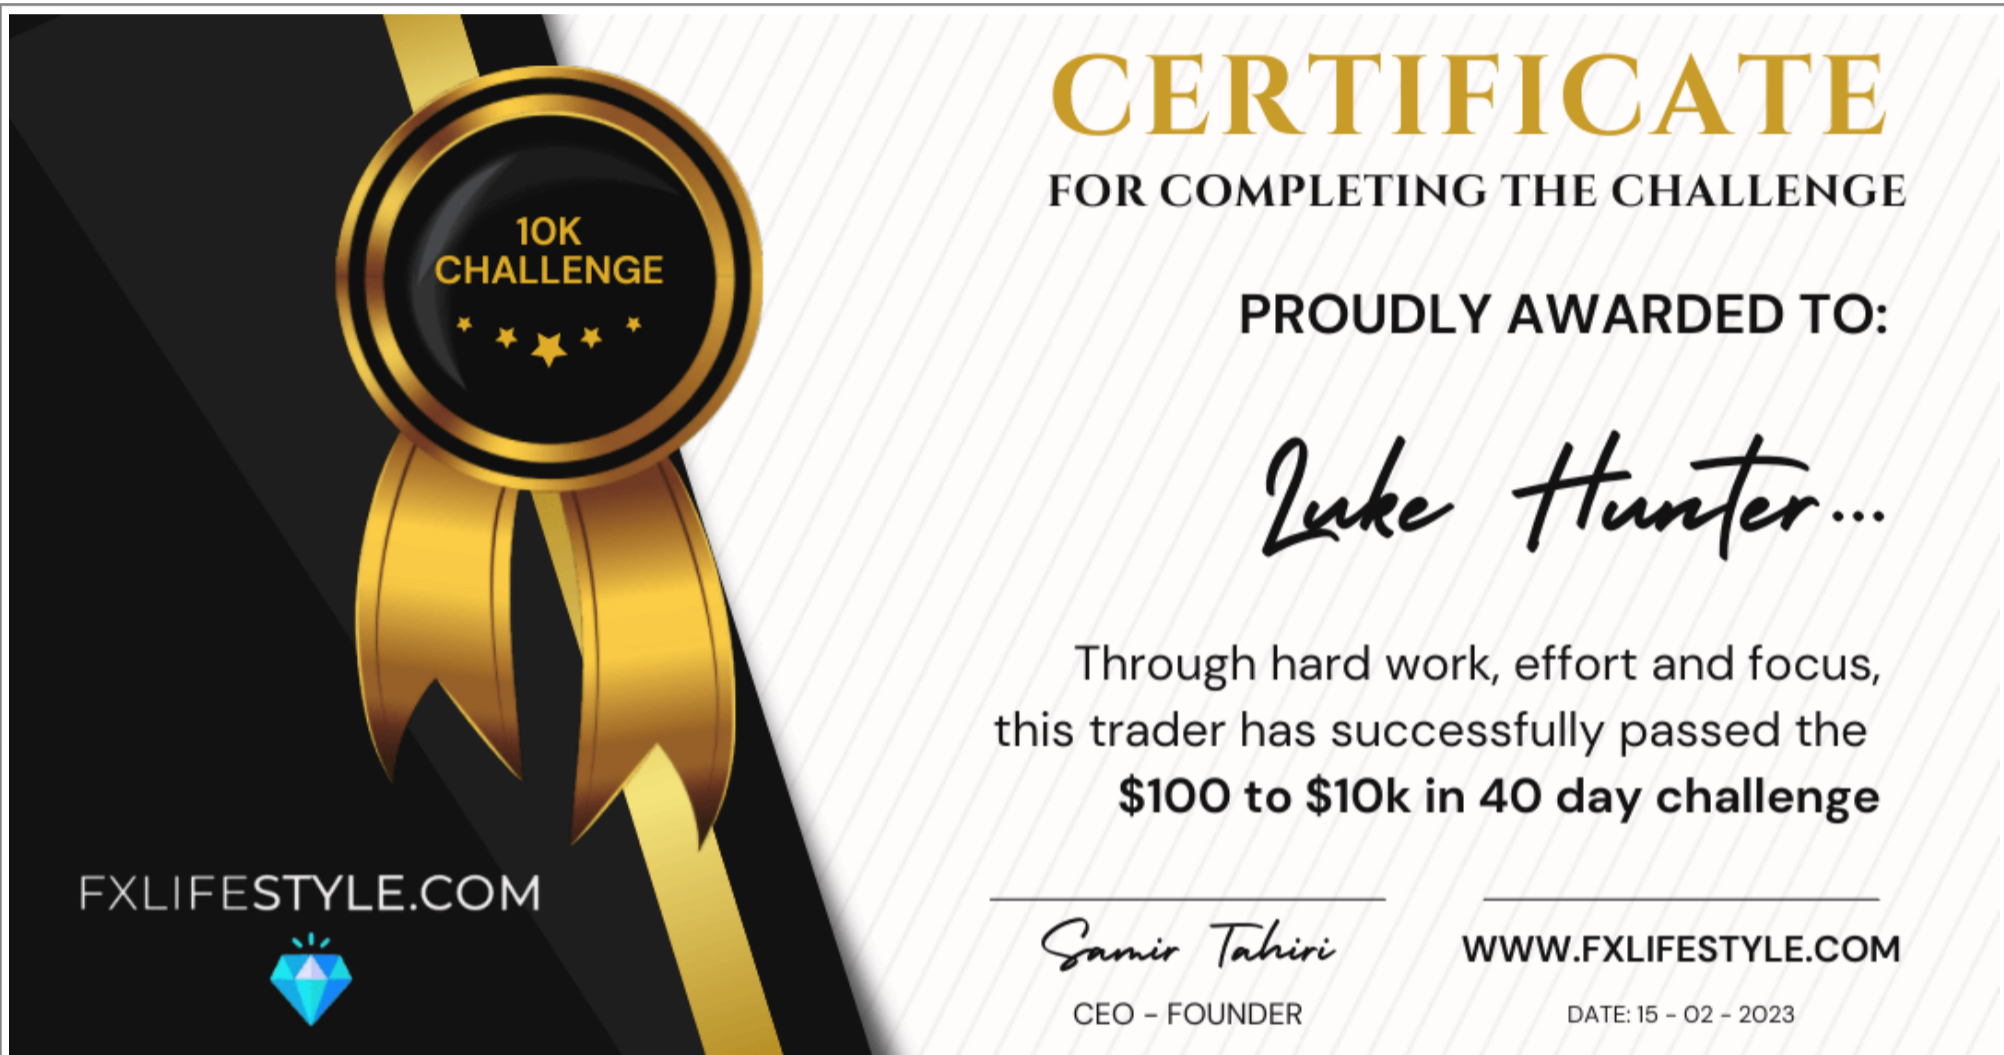 CERTIFICATE
FOR COMPLETING THE CHALLENGE
10K
CHALLENGE
PROUDLY AWARDED TO:
Luke Hunter...
Through hard work, effort and focus,
this trader has successfully passed the
$100 to $10k in 40 day challenge
FXLIFESTYLE.COM
Samir Tahiri
CEO - FOUNDER
WWW.FXLIFESTYLE.COM
DATE: 15 - 02 - 2023